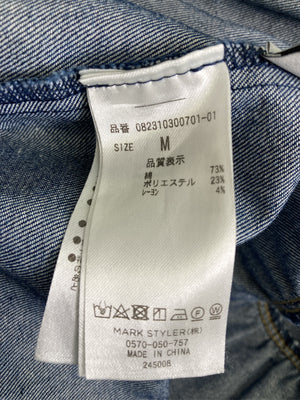 品番 082310300701-01
SIZE M
品質表示
綿 73%
ポリエステル 23%
レーヨン 4%
MARK STYLER(株)
0570-050-757
MADE IN CHINA
245008